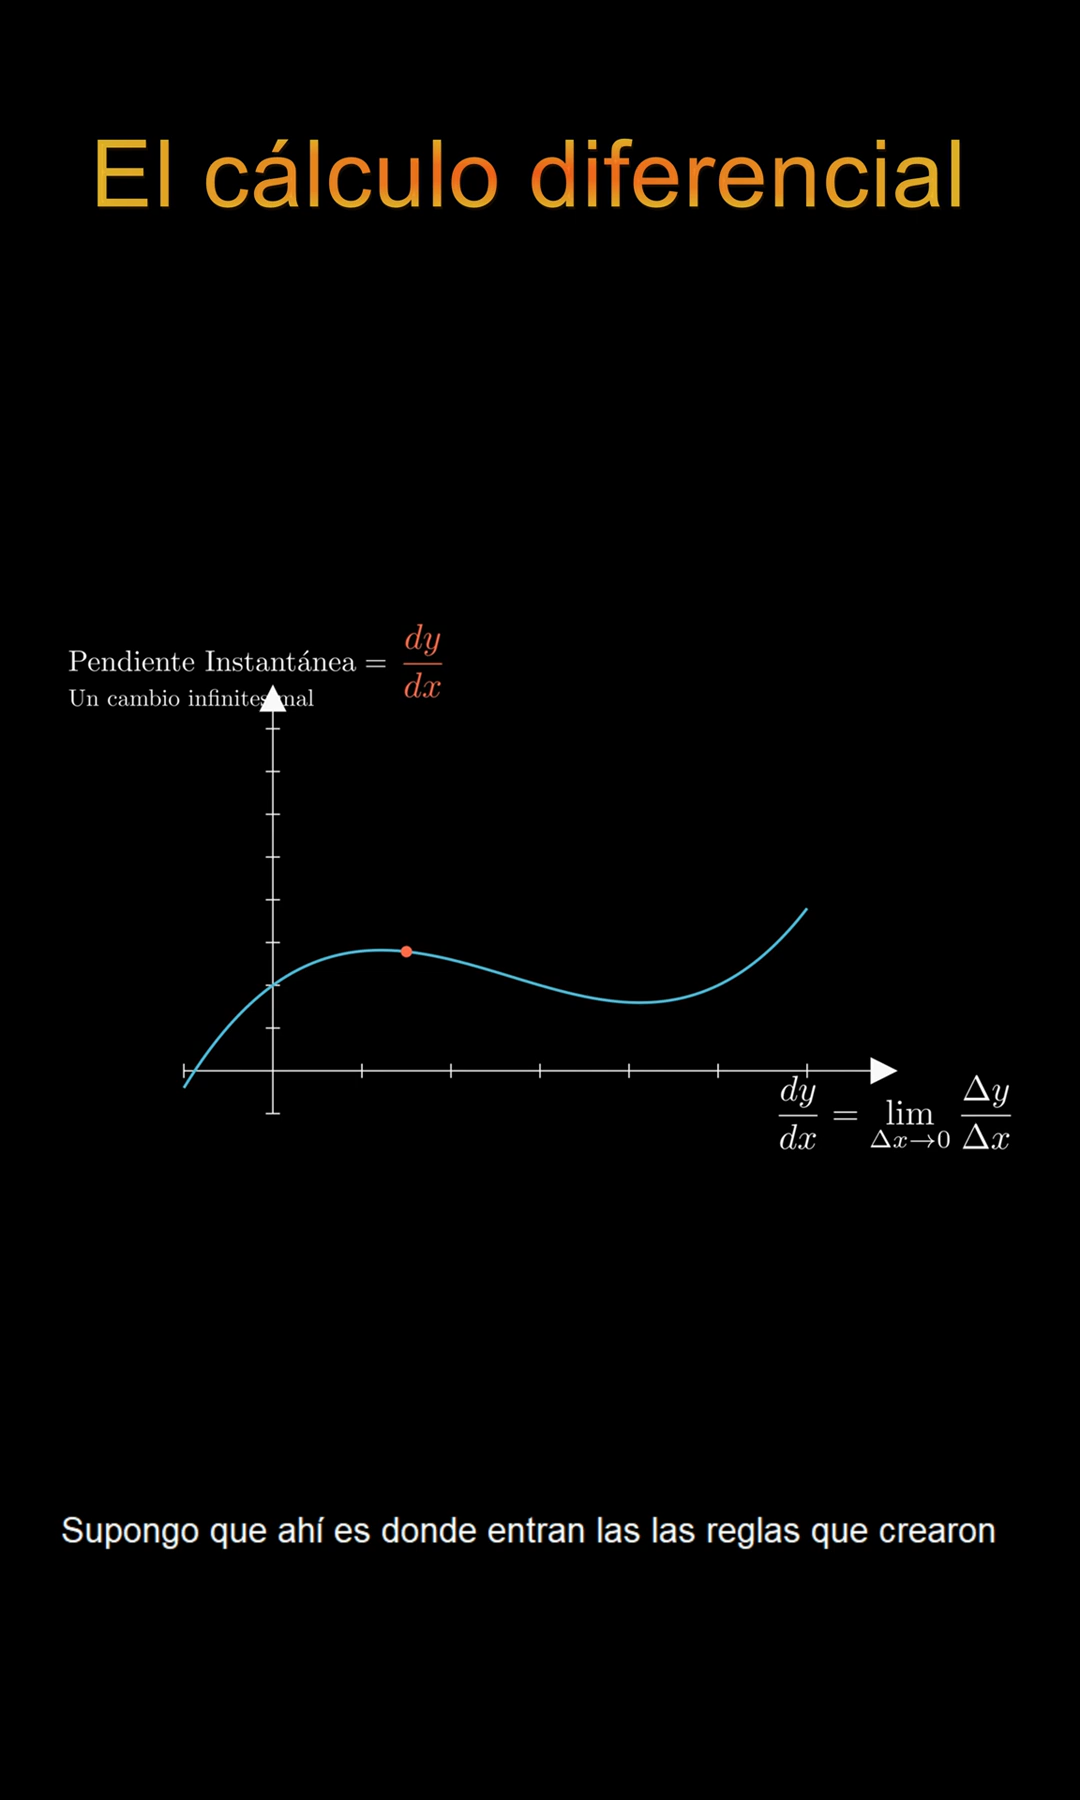 El cálculo diferencial
Pendiente Instantánea = dy/dx
Un cambio infinitesimal
dy/dx = lim Δx→0 Δy/Δx
Supongo que ahí es donde entran las las reglas que crearon